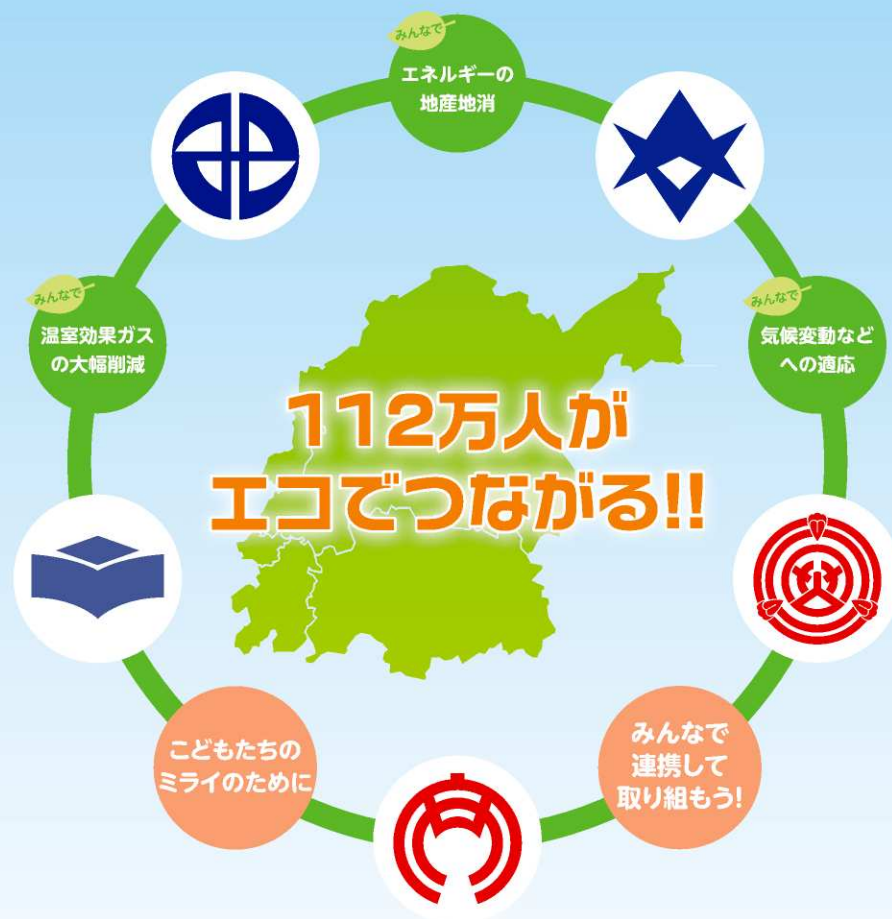 みんなで
エネルギーの
地産地消
みんなで
温室効果ガス
の大幅削減
みんなで
気候変動など
への適応
112万人が
エコでつながる!!
こどもたちの
ミライのために
みんなで
連携して
取り組もう!